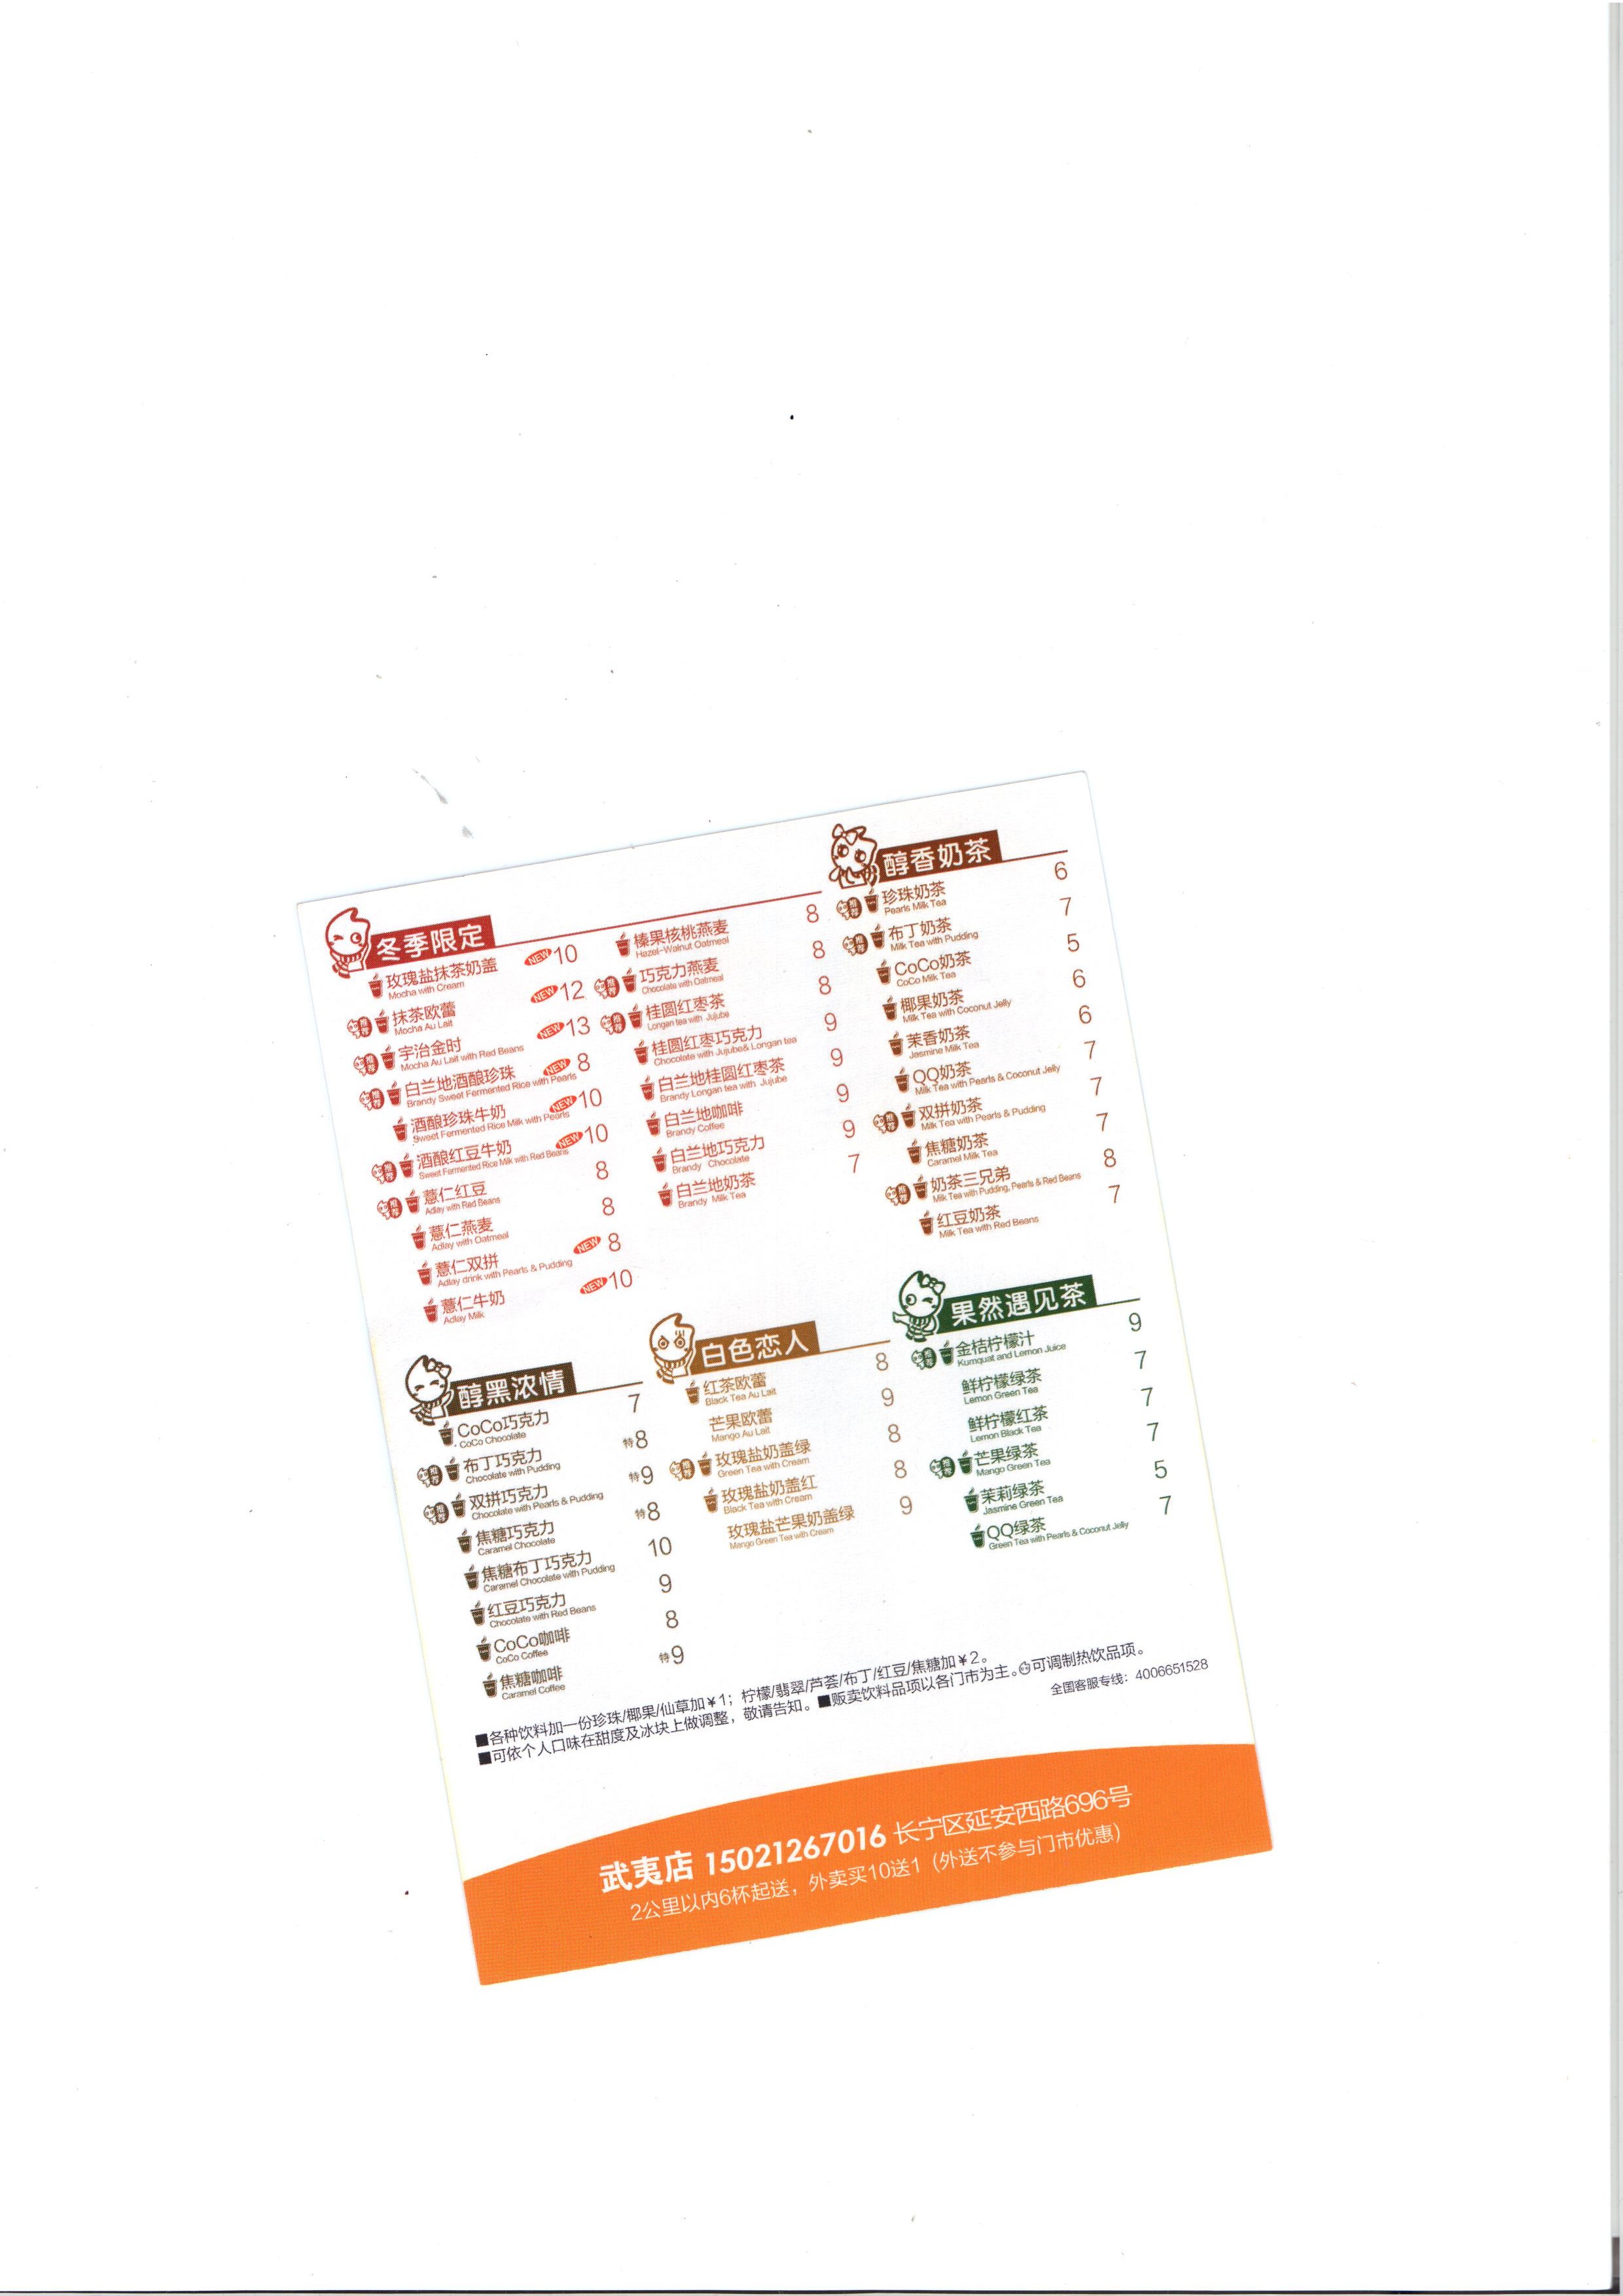 冬季限定
玫瑰盐抹茶奶盖 NEW 10
Mocha with Cream
推荐 抹茶欧蕾 NEW 12
Mocha Au Lait
推荐 宇治金时 NEW 13
Mocha Au Lait with Red Beans
推荐 白兰地酒酿珍珠 NEW 8
Brandy Sweet Fermented Rice with Pearls
酒酿珍珠牛奶 NEW 10
Sweet Fermented Rice Milk with Pearls
推荐 酒酿红豆牛奶 NEW 10
Sweet Fermented Rice Milk with Red Beans
推荐 薏仁红豆 8
Adlay with Red Beans
薏仁燕麦 8
Adlay with Oatmeal
薏仁双拼 NEW 8
Adlay drink with Pearls & Pudding
薏仁牛奶 NEW 10
Adlay Milk
榛果核桃燕麦 8
Hazel-Walnut Oatmeal
推荐 巧克力燕麦 8
Chocolate with Oatmeal
推荐 桂圆红枣茶 8
Longan tea with Jujube
桂圆红枣巧克力 9
Chocolate with Jujube& Longan tea
白兰地桂圆红枣茶 9
Brandy Longan tea with Jujube
白兰地咖啡 9
Brandy Coffee
白兰地巧克力 9
Brandy Chocolate
白兰地奶茶 7
Brandy Milk Tea
醇香奶茶
推荐 珍珠奶茶 6
Pearls Milk Tea
推荐 布丁奶茶 7
Milk Tea with Pudding
CoCo奶茶 5
CoCo Milk Tea
椰果奶茶 6
Milk Tea with Coconut Jelly
茉香奶茶 6
Jasmine Milk Tea
QQ奶茶 7
Milk Tea with Pearls & Coconut Jelly
推荐 双拼奶茶 7
Milk Tea with Pearls & Pudding
焦糖奶茶 7
Caramel Milk Tea
推荐 奶茶三兄弟 8
Milk Tea with Pudding, Pearls & Red Beans
红豆奶茶 7
Milk Tea with Red Beans
醇黑浓情
CoCo巧克力 7
CoCo Chocolate
推荐 布丁巧克力 特8
Chocolate with Pudding
推荐 双拼巧克力 特9
Chocolate with Pearls & Pudding
焦糖巧克力 特8
Caramel Chocolate
焦糖布丁巧克力 10
Caramel Chocolate with Pudding
红豆巧克力 9
Chocolate with Red Beans
CoCo咖啡 8
CoCo Coffee
焦糖咖啡 特9
Caramel Coffee
白色恋人
红茶欧蕾 8
Black Tea Au Lait
芒果欧蕾 9
Mango Au Lait
推荐 玫瑰盐奶盖绿 8
Green Tea with Cream
玫瑰盐奶盖红 8
Black Tea with Cream
玫瑰盐芒果奶盖绿 9
Mango Green Tea with Cream
果然遇见茶
推荐 金桔柠檬汁 9
Kumquat and Lemon Juice
鲜柠檬绿茶 7
Lemon Green Tea
鲜柠檬红茶 7
Lemon Black Tea
推荐 芒果绿茶 7
Mango Green Tea
茉莉绿茶 5
Jasmine Green Tea
QQ绿茶 7
Green Tea with Pearls & Coconut Jelly
■各种饮料加一份珍珠/椰果/仙草加¥1；柠檬/翡翠/芦荟/布丁/红豆/焦糖加¥2。
■可依个人口味在甜度及冰块上做调整，敬请告知。■贩卖饮料品项以各门市为主。可调制热饮品项。
全国客服专线：4006651528
武夷店 15021267016 长宁区延安西路696号
2公里以内6杯起送，外卖买10送1（外送不参与门市优惠）